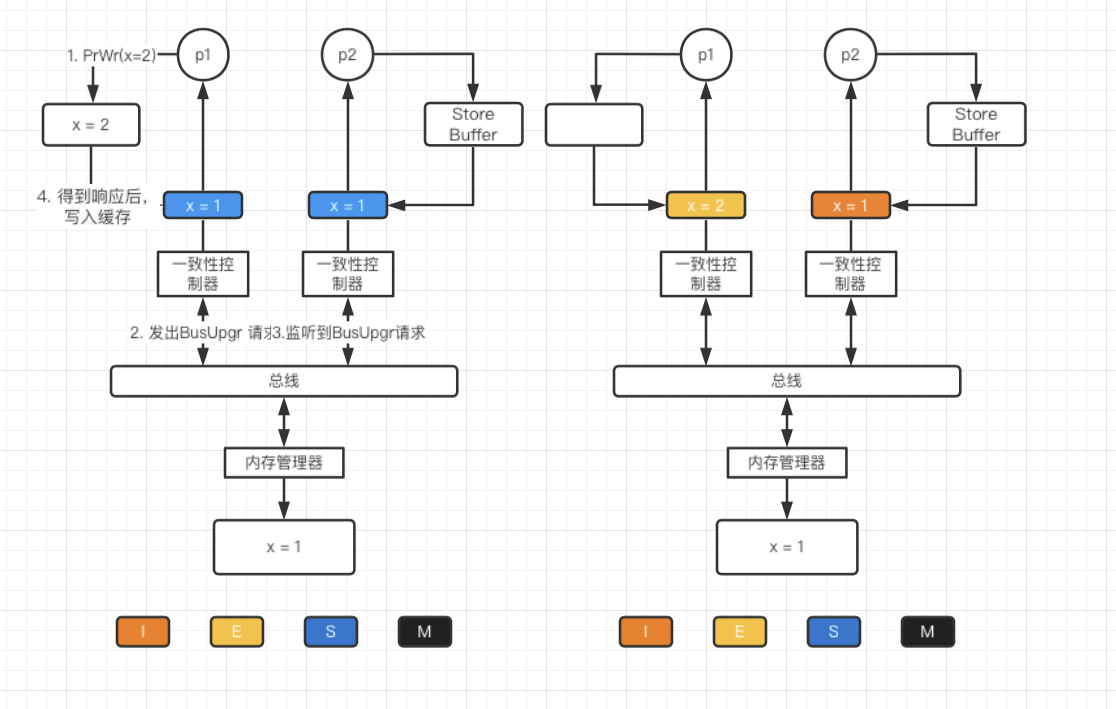 1. PrWr(x=2)
p1
p2
x = 2
Store
Buffer
4. 得到响应后，
写入缓存
x = 1
x = 1
一致性控
制器
一致性控
制器
2. 发出BusUpgr 请求
3.监听到BusUpgr请求
总线
内存管理器
x = 1
I
E
S
M
p1
p2
Store
Buffer
x = 2
x = 1
一致性控
制器
一致性控
制器
总线
内存管理器
x = 1
I
E
S
M